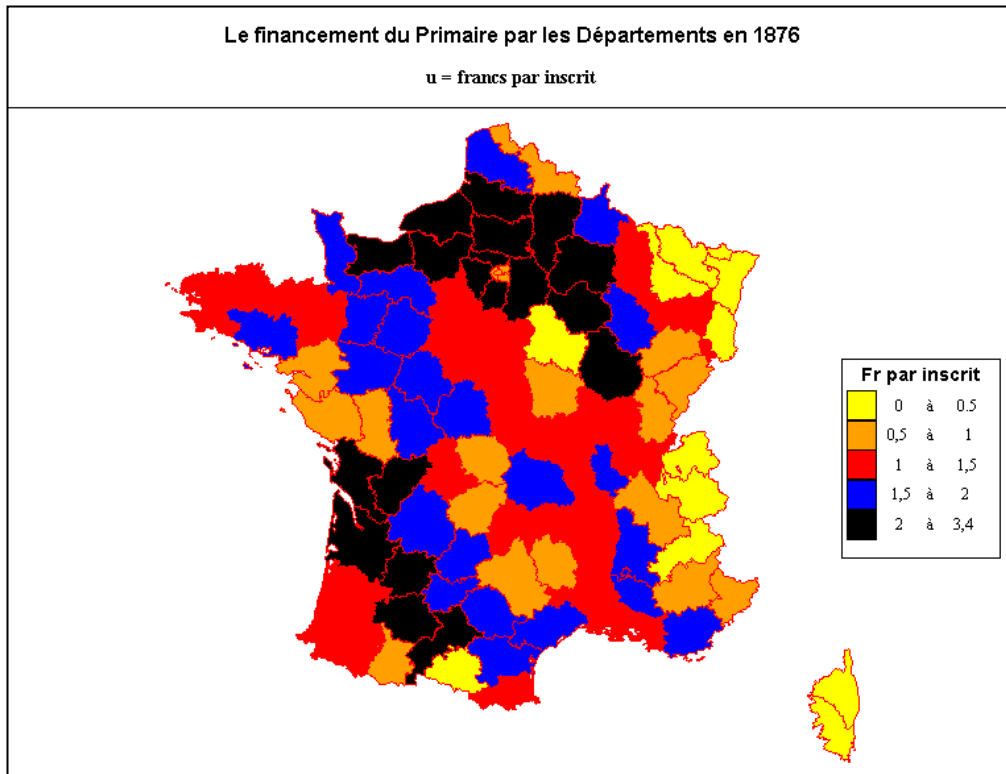 Le financement du Primaire par les Départements en 1876
u = francs par inscrit
Fr par inscrit
0 à 0.5
0,5 à 1
1 à 1,5
1,5 à 2
2 à 3,4